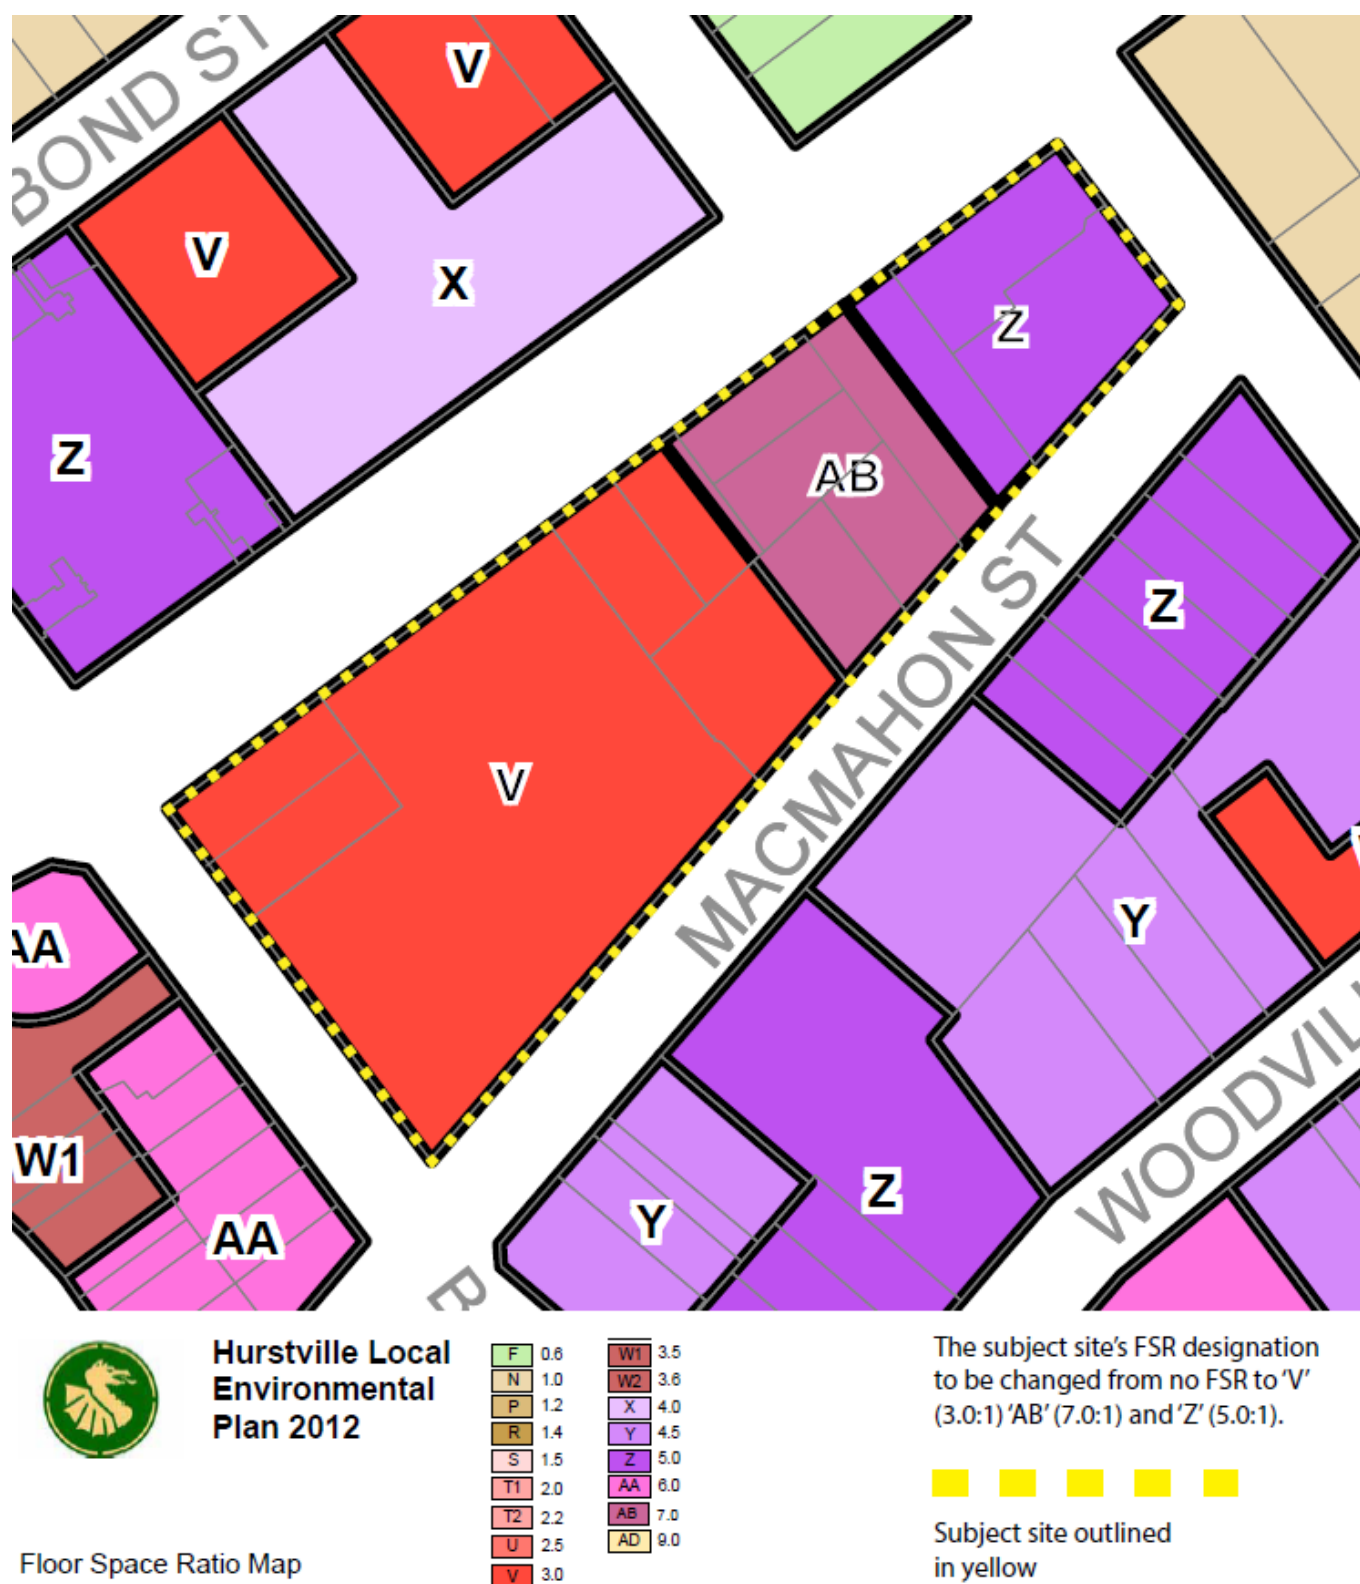 BOND ST
V
V
X
Z
Z
AB
Z
V
MACMAHON ST
AA
Y
W1
AA
Y
Z
WOODVIL
R
Hurstville Local
Environmental
Plan 2012
Floor Space Ratio Map
F 0.6
N 1.0
P 1.2
R 1.4
S 1.5
T1 2.0
T2 2.2
U 2.5
V 3.0
W1 3.5
W2 3.6
X 4.0
Y 4.5
Z 5.0
AA 6.0
AB 7.0
AD 9.0
The subject site's FSR designation
to be changed from no FSR to 'V'
(3.0:1) 'AB' (7.0:1) and 'Z' (5.0:1).
Subject site outlined
in yellow